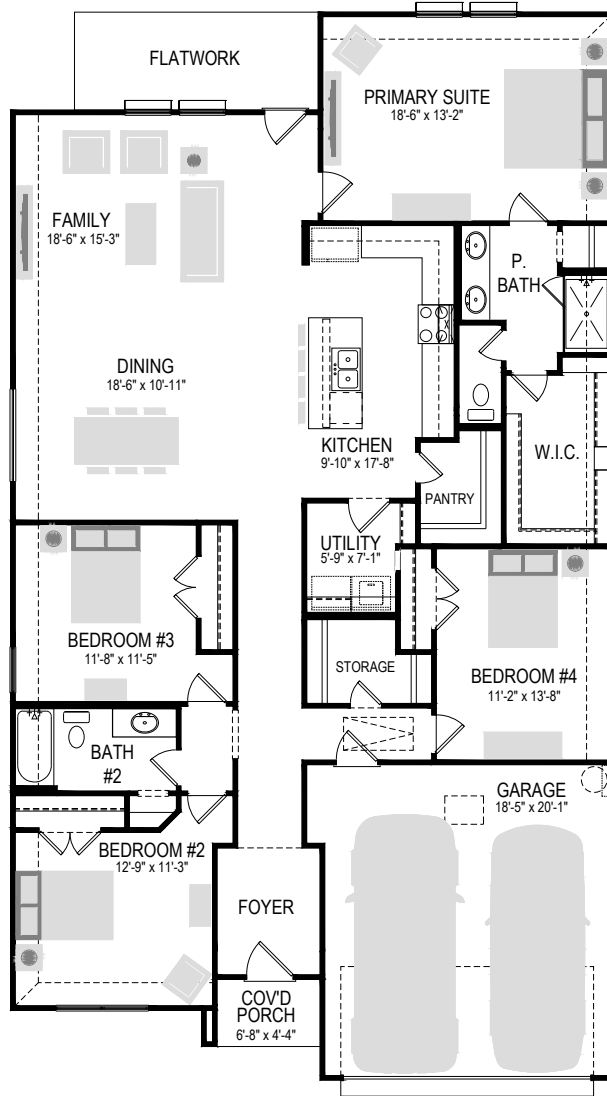 FLATWORK
PRIMARY SUITE
18'-6" x 13'-2"
FAMILY
18'-6" x 15'-3"
P.
BATH
DINING
18'-6" x 10'-11"
KITCHEN
9'-10" x 17'-8"
W.I.C.
PANTRY
UTILITY
5'-9" x 7'-1"
BEDROOM #3
11'-8" x 11'-5"
STORAGE
BEDROOM #4
11'-2" x 13'-8"
BATH
#2
GARAGE
18'-5" x 20'-1"
BEDROOM #2
12'-9" x 11'-3"
FOYER
COV'D
PORCH
6'-8" x 4'-4"